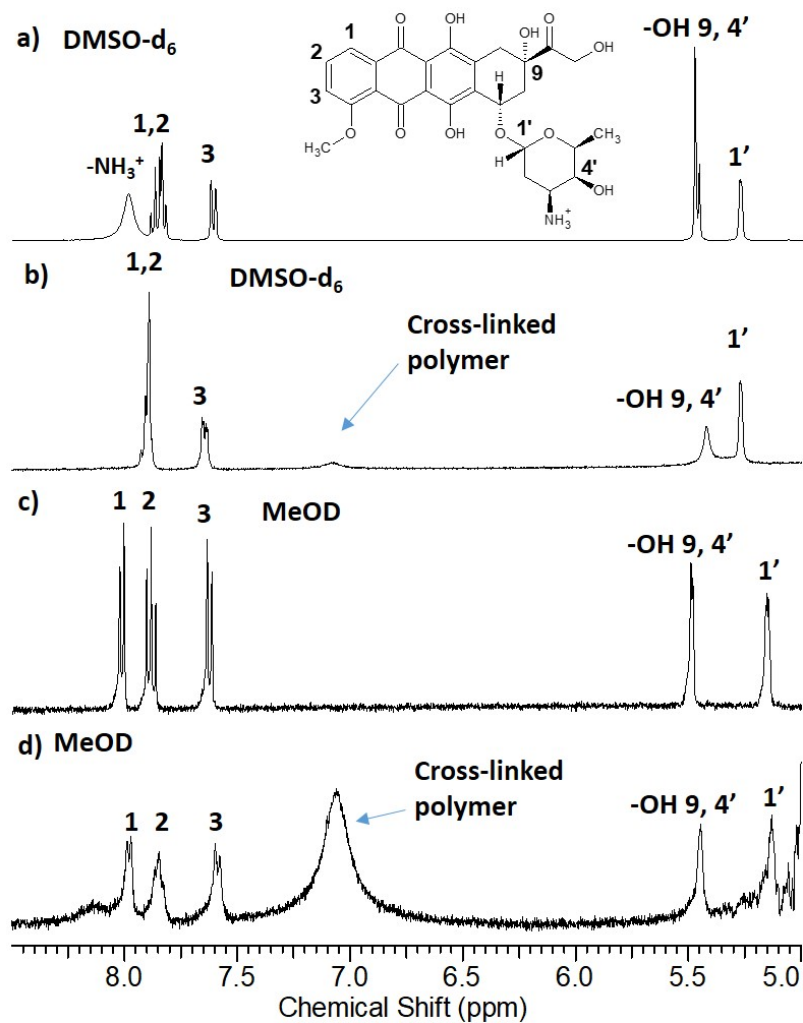 a) DMSO-d6
-NH3+
1,2
3
1
2
3
O
OH
OH
O
OH
9
H
O
O
OH
O
H3C
1'
O
H
CH3
4'
OH
NH3+
-OH 9, 4’
1’
b)
1,2
DMSO-d6
3
Cross-linked
polymer
-OH 9, 4’
1’
c)
1 2 3
MeOD
-OH 9, 4’
1’
d) MeOD
1 2 3
Cross-linked
polymer
-OH 9, 4’
1’
8.0 7.5 7.0 6.5 6.0 5.5 5.0
Chemical Shift (ppm)